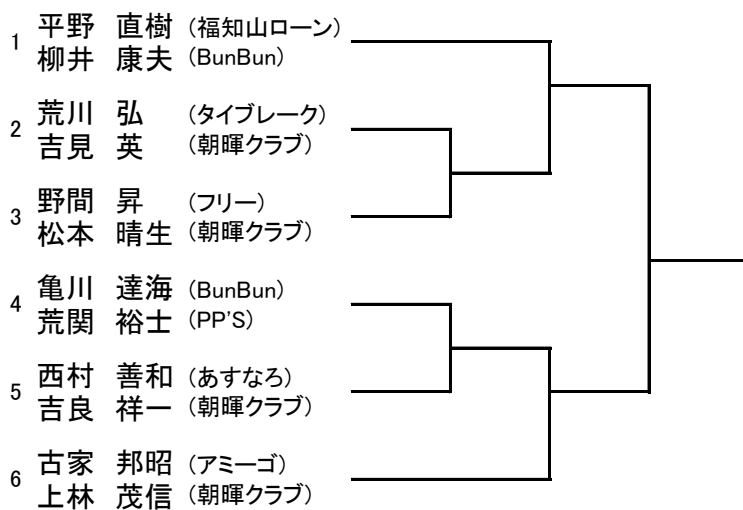 1 平野 直樹 (福知山ローン)
柳井 康夫 (BunBun)
2 荒川 弘 (タイブレーク)
吉見 英 (朝暉クラブ)
3 野間 昇 (フリー)
松本 晴生 (朝暉クラブ)
4 亀川 達海 (BunBun)
荒関 裕士 (PP'S)
5 西村 善和 (あすなろ)
吉良 祥一 (朝暉クラブ)
6 古家 邦昭 (アミーゴ)
上林 茂信 (朝暉クラブ)